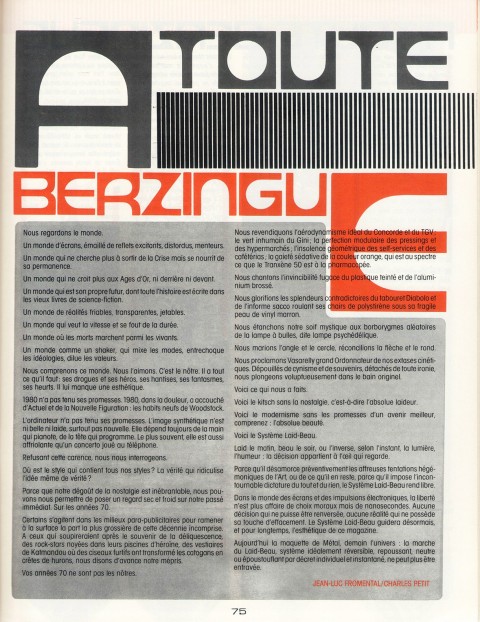 A TOUTE
BERZINGUE
Nous regardons le monde.
Un monde d'écrans, émaillé de reflets excitants, distordus, menteurs.
Un monde qui ne cherche plus à sortir de la Crise mais se nourrit de
sa permanence.
Un monde qui ne croit plus aux Ages d'Or, ni derrière ni devant.
Un monde qui est son propre futur, dont toute l'histoire est écrite dans
les vieux livres de science-fiction.
Un monde de réalités friables, transparentes, jetables.
Un monde qui veut la vitesse et se fout de la durée.
Un monde où les morts marchent parmi les vivants.
Un monde comme un shaker, qui mixe les modes, entrechoque
les idéologies, dilue les valeurs.
Nous comprenons ce monde. Nous l'aimons. C'est le nôtre. Il a tout
ce qu'il faut: ses drogues et ses héros, ses hantises, ses fantasmes,
ses heurts. Il lui manque une esthétique.
1980 n'a pas tenu ses promesses. 1980, dans la douleur, a accouché
d'Actuel et de la Nouvelle Figuration : les habits neufs de Woodstock.
L'ordinateur n'a pas tenu ses promesses. L'image synthétique n'est
ni belle ni laide, surtout pas nouvelle. Elle dépend toujours de la main
qui pianote, de la tête qui programme. Le plus souvent, elle est aussi
affriolante qu'un concerto joué au téléphone.
Refusant cette carence, nous nous interrogeons.
Où est le style qui contient tous nos styles? La vérité qui ridiculise
l'idée même de vérité?
Parce que notre dégoût de la nostalgie est inébranlable, nous pou-
vons nous permettre de poser un regard sec et froid sur notre passé
immédiat. Sur les années 70.
Certains s'agitent dans les milieux para-publicitaires pour ramener
à la surface la part la plus grossière de cette décennie incomprise.
A ceux qui soupireraient après le souvenir de la déliquescence,
des rock-stars noyées dans leurs piscines d'héroïne, des vestiaires
de Katmandou où des ciseaux furtifs ont transformé les catogans en
crêtes de hurons, nous disons d'avance notre mépris.
Vos années 70 ne sont pas les nôtres.
Nous revendiquons l'aérodynamisme idéal du Concorde et du TGV;
le vert inhumain du Gini; la perfection modulaire des pressings et
des hypermarchés; l'insolence géométrique des self-services et des
cafétérias, la gaieté sédative de la couleur orange, qui est au spectre
ce que le Tranxène 50 est à la pharmacopée.
Nous chantons l'invincibilité fugace du plastique teinté et de l'alumi-
nium brossé.
Nous glorifions les splendeurs contradictoires du tabouret Diabolo et
de l'informe sacco roulant ses chairs de polystirène sous sa fragile
peau de vinyl marron.
Nous étanchons notre soif mystique aux borborygmes aléatoires
de la lampe à bulles, dite lampe psychédélique.
Nous marions l'angle et le cercle, réconcilions la flèche et le rond.
Nous proclamons Vasarelly grand Ordonnateur de nos extases cinéti-
ques. Dépouillés de cynisme et de souvenirs, détachés de toute ironie,
nous plongeons voluptueusement dans le bain originel.
Voici ce qui nous a faits.
Voici le kitsch sans la nostalgie, c'est-à-dire l'absolue laideur.
Voici le modernisme sans les promesses d'un avenir meilleur,
comprenez : l'absolue beauté.
Voici le Système Laid-Beau.
Laid le matin, beau le soir, ou l'inverse, selon l'instant, la lumière,
l'humeur : la décision appartient à l'œil qui regarde.
Parce qu'il désamorce préventivement les affreuses tentations hégé-
moniques de l'Art, ou de ce qu'il en reste, parce qu'il impose l'incon-
tournable dictature du tout et du rien, le Système Laid-Beau rend libre.
Dans le monde des écrans et des impulsions électroniques, la liberté
n'est plus affaire de choix moraux mais de nanosecondes. Aucune
décision qui ne puisse être renversée, aucune réalité qui ne possède
sa touche d'effacement. Le Système Laid-Beau guidera désormais,
et pour longtemps, l'esthétique de ce magazine.
Aujourd'hui la maquette de Métal, demain l'univers : la marche
du Laid-Beau, système idéalement réversible, repoussant, neutre
ou époustouflant par décret individuel et instantané, ne peut plus être
entravée.
JEAN-LUC FROMENTAL/CHARLES PETIT
75